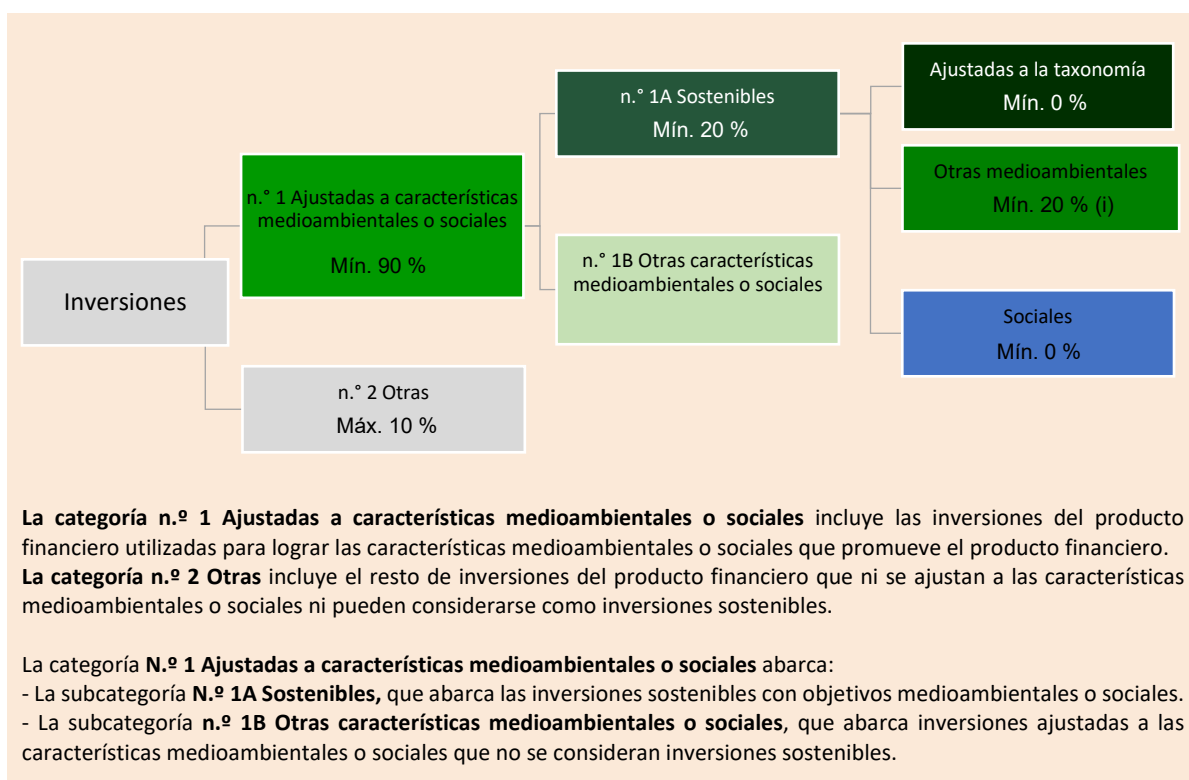 Inversiones
n.° 1 Ajustadas a características
medioambientales o sociales
Mín. 90 %
n.° 2 Otras
Máx. 10 %
n.° 1A Sostenibles
Mín. 20 %
n.° 1B Otras características
medioambientales o sociales
Ajustadas a la taxonomía
Mín. 0 %
Otras medioambientales
Mín. 20 % (i)
Sociales
Mín. 0 %
La categoría n.º 1 Ajustadas a características medioambientales o sociales incluye las inversiones del producto
financiero utilizadas para lograr las características medioambientales o sociales que promueve el producto financiero.
La categoría n.º 2 Otras incluye el resto de inversiones del producto financiero que ni se ajustan a las características
medioambientales o sociales ni pueden considerarse como inversiones sostenibles.
La categoría N.º 1 Ajustadas a características medioambientales o sociales abarca:
- La subcategoría N.º 1A Sostenibles, que abarca las inversiones sostenibles con objetivos medioambientales o sociales.
- La subcategoría n.º 1B Otras características medioambientales o sociales, que abarca inversiones ajustadas a las
características medioambientales o sociales que no se consideran inversiones sostenibles.